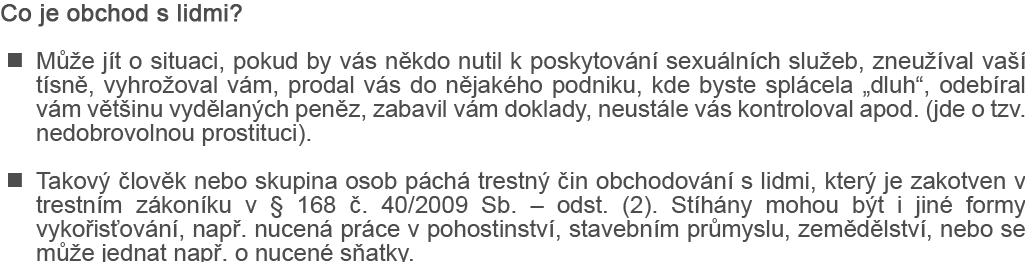 Co je obchod s lidmi?
■ Může jít o situaci, pokud by vás někdo nutil k poskytování sexuálních služeb, zneužíval vaší
tísně, vyhrožoval vám, prodal vás do nějakého podniku, kde byste splácela „dluh“, odebíral
vám většinu vydělaných peněz, zabavil vám doklady, neustále vás kontroloval apod. (jde o tzv.
nedobrovolnou prostituci).
■ Takový člověk nebo skupina osob páchá trestný čin obchodování s lidmi, který je zakotven v
trestním zákoníku v § 168 č. 40/2009 Sb. – odst. (2). Stíhány mohou být i jiné formy
vykořisťování, např. nucená práce v pohostinství, stavebním průmyslu, zemědělství, nebo se
může jednat např. o nucené sňatky.